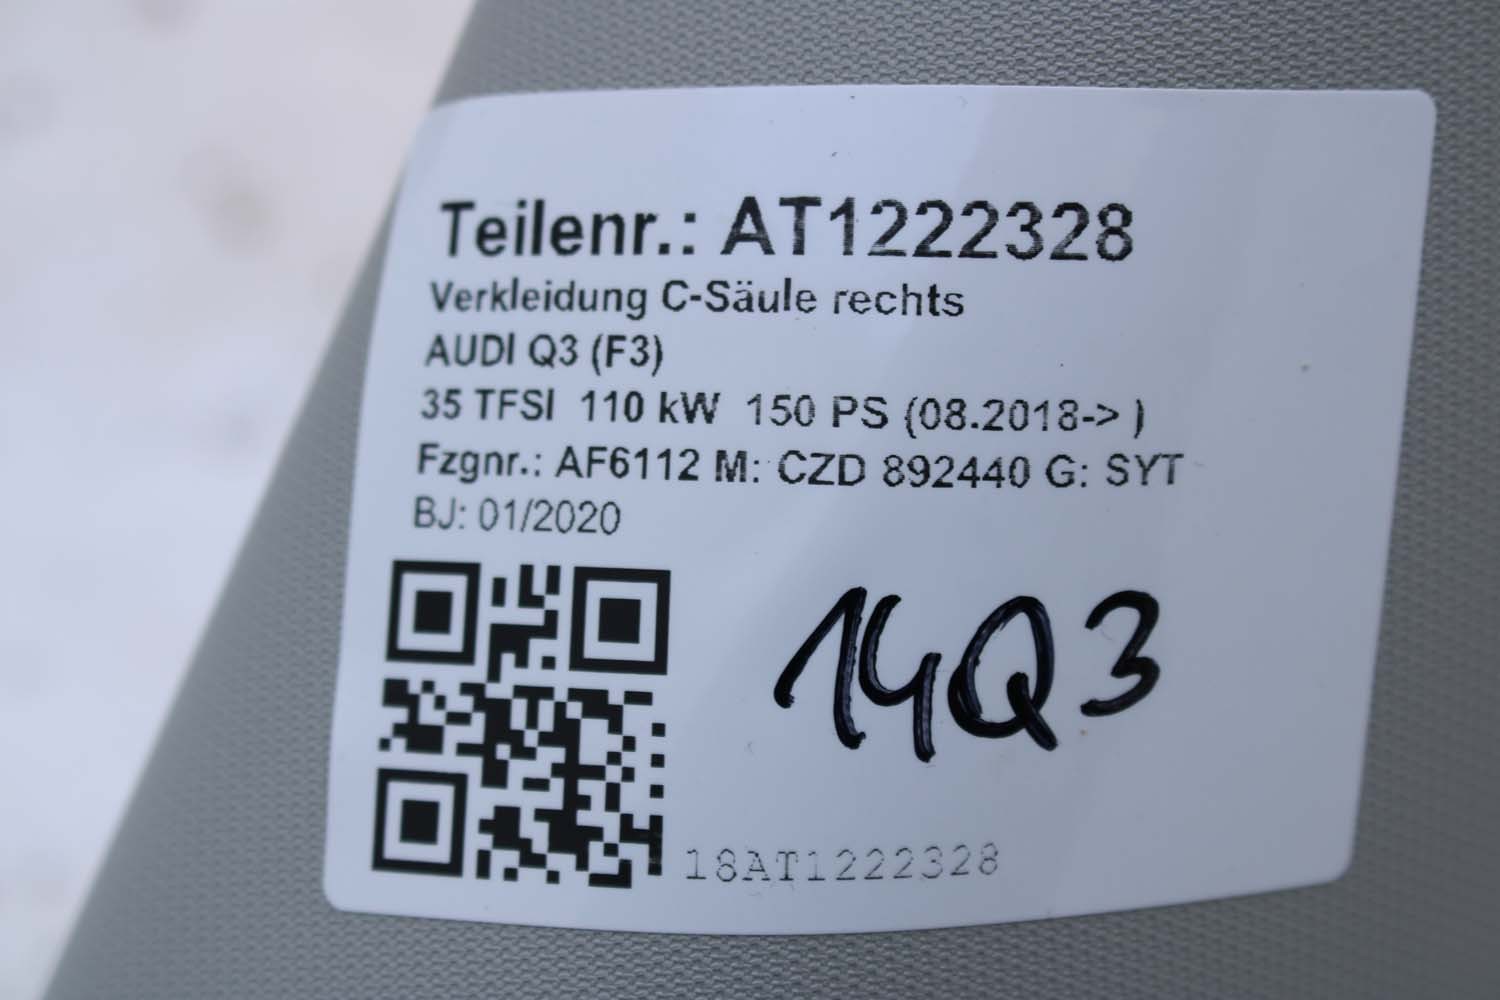 Teilenr.: AT1222328
Verkleidung C-Säule rechts
AUDI Q3 (F3)
35 TFSI 110 kW 150 PS (08.2018-> )
Fzgnr.: AF6112 M: CZD 892440 G: SYT
BJ: 01/2020
14Q3
18AT1222328